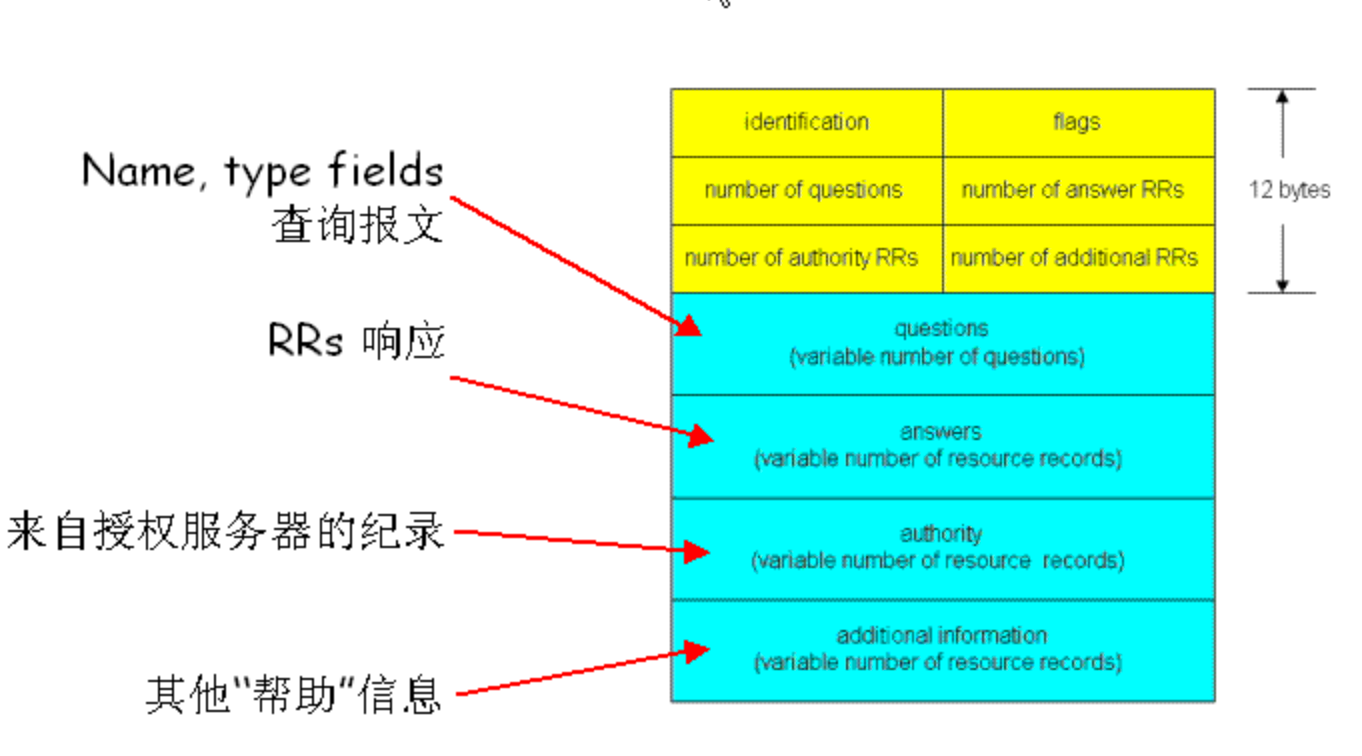 identification
flags
number of questions
number of answer RRs
number of authority RRs
number of additional RRs
12 bytes
Name, type fields
查询报文
questions
(variable number of questions)
RRs 响应
answers
(variable number of resource records)
来自授权服务器的纪录
authority
(variable number of resource records)
其他“帮助”信息
additional information
(variable number of resource records)